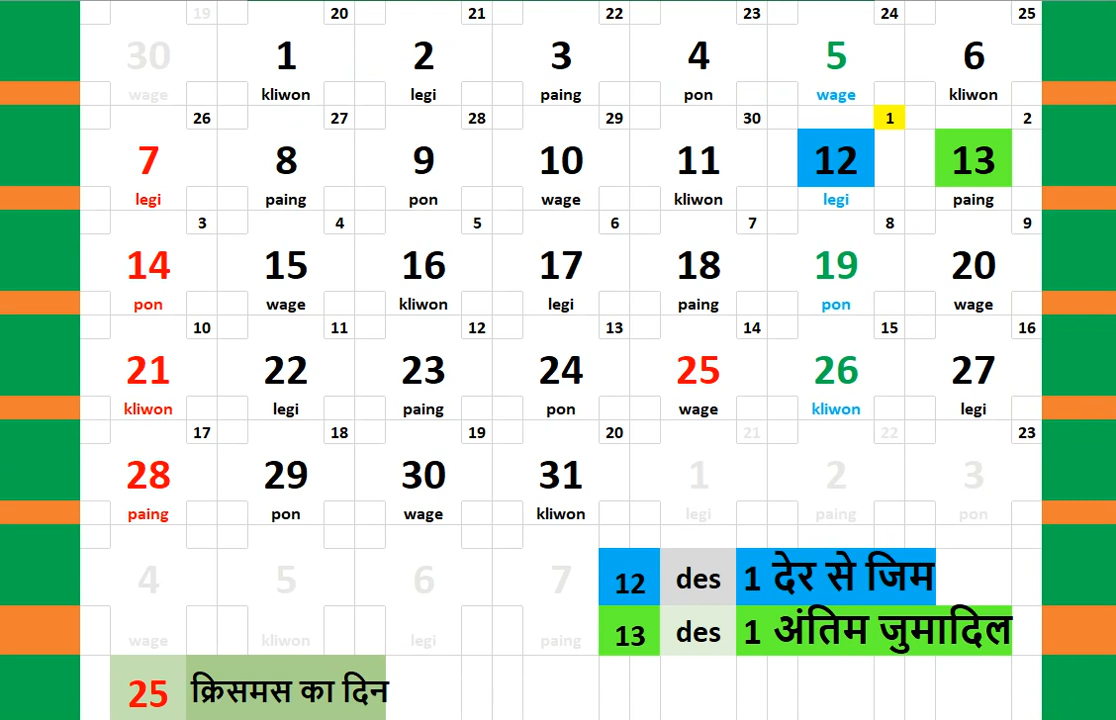 19 20 21 22 23 24 25
30 1 2 3 4 5 6
wage kliwon legi paing pon wage kliwon
26 27 28 29 30 1 2
7 8 9 10 11 12 13
legi paing pon wage kliwon legi paing
3 4 5 6 7 8 9
14 15 16 17 18 19 20
pon wage kliwon legi paing pon wage
10 11 12 13 14 15 16
21 22 23 24 25 26 27
kliwon legi paing pon wage kliwon legi
17 18 19 20 21 22 23
28 29 30 31 1 2 3
paing pon wage kliwon legi paing pon
4 5 6 7
wage kliwon legi paing
12 des 1 देर से जिम
13 des 1 अंतिम जुमादिल
25 क्रिसमस का दिन